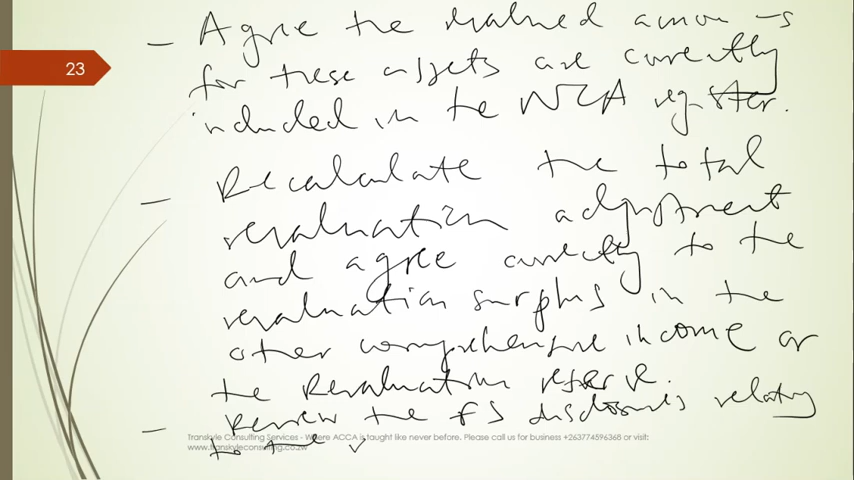 - Agree the revalued amounts
23
for these assets are correctly
included in the NCA register.
- Recalculate the total
revaluation adjustment
and agree correctly to the
revaluation surplus in the
other comprehensive income or
the Revaluation reserve.
- Review the FS disclosures relating
to the
Transkyle Consulting Services - Where ACCA is taught like never before. Please call us for business +263774596368 or visit:
www.transkyleconsulting.co.zw